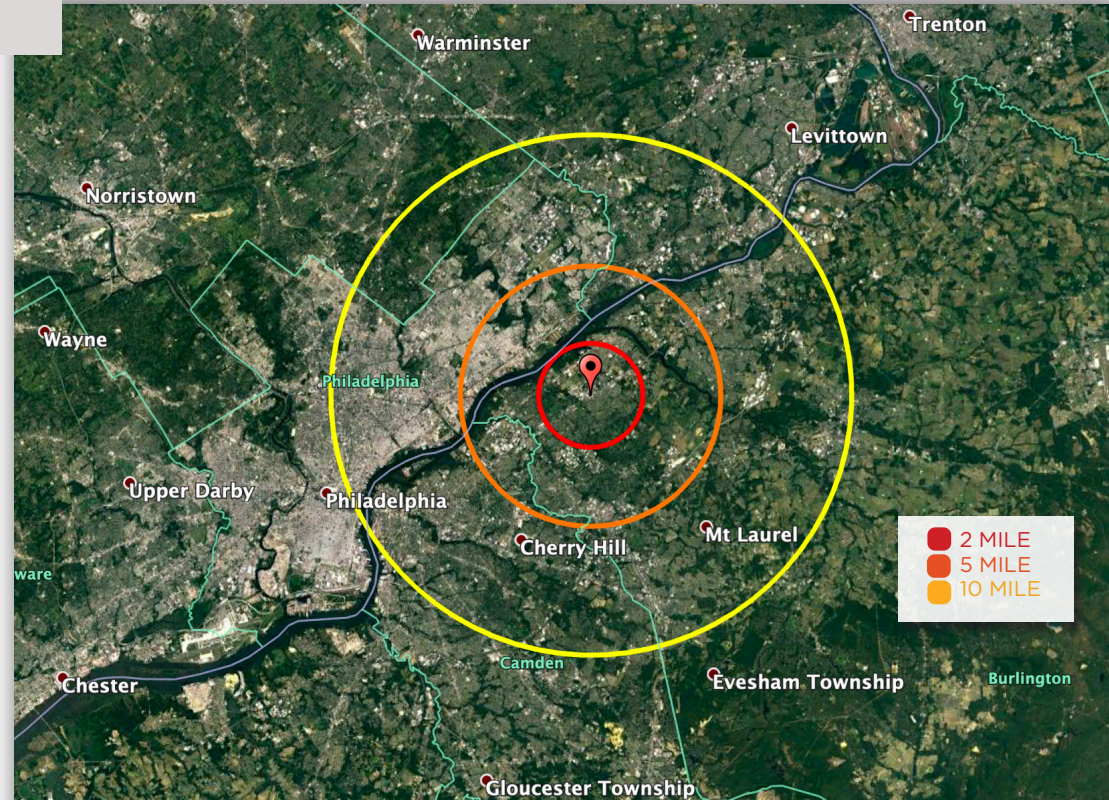 Trenton
Warminster
Levittown
Norristown
Wayne
Philadelphia
Upper Darby
Philadelphia
Mt Laurel
Cherry Hill
2 MILE
5 MILE
10 MILE
ware
Camden
Chester
Evesham Township
Burlington
Gloucester Township